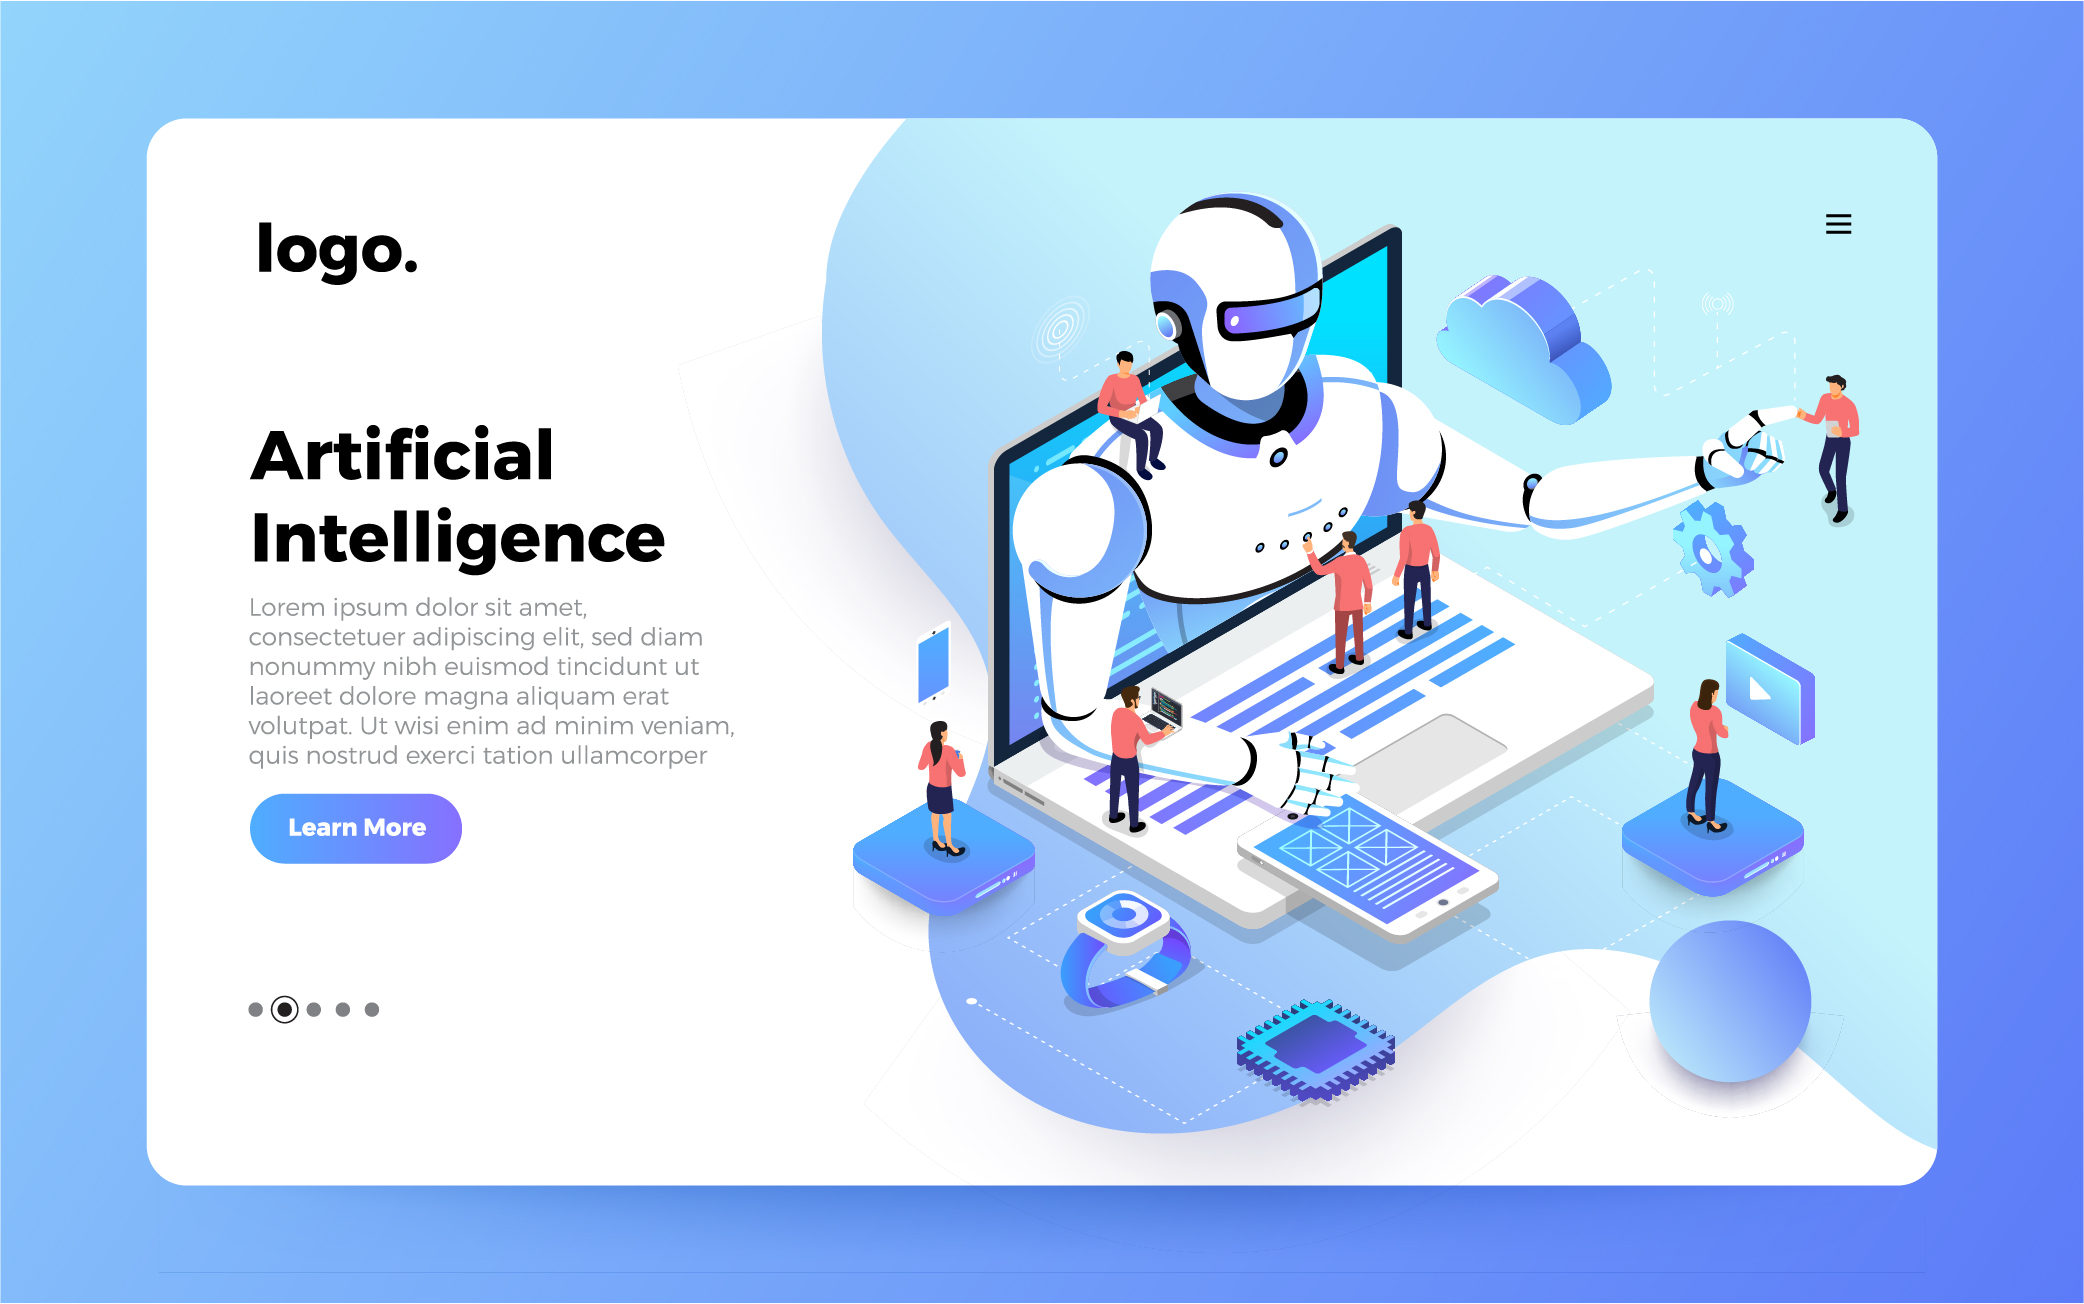 logo.
Artificial
Intelligence
Lorem ipsum dolor sit amet,
consectetuer adipiscing elit, sed diam
nonummy nibh euismod tincidunt ut
laoreet dolore magna aliquam erat
volutpat. Ut wisi enim ad minim veniam,
quis nostrud exerci tation ullamcorper
Learn More